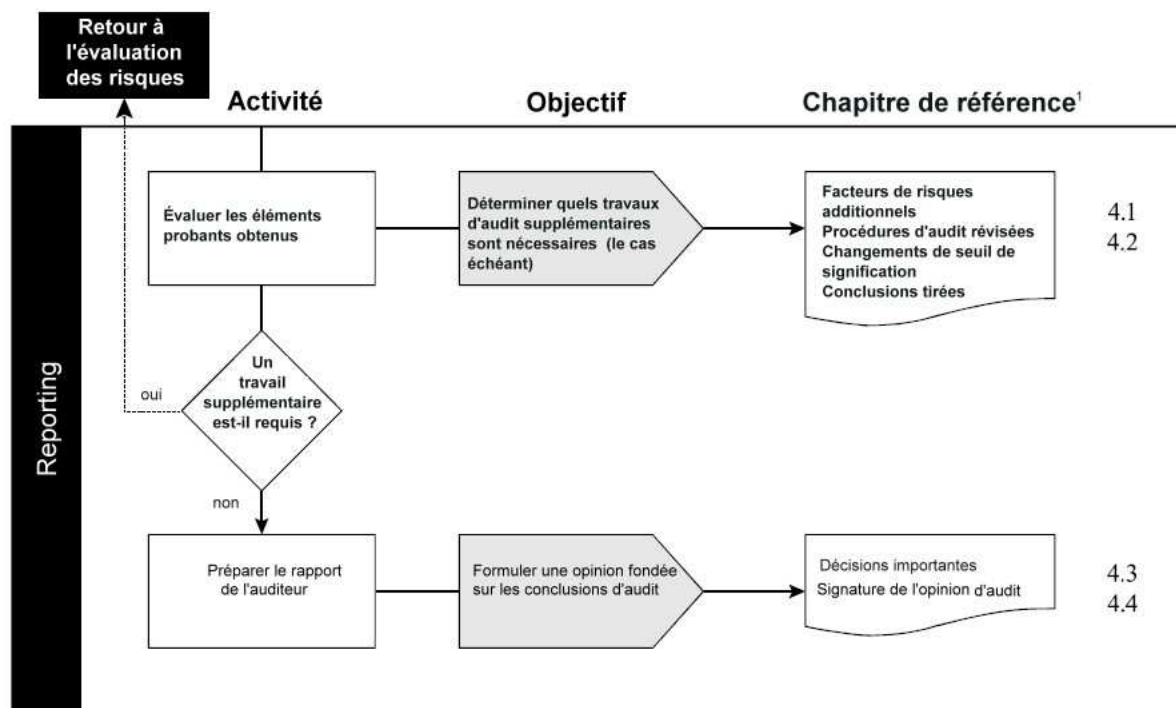 Retour à
l'évaluation
des risques
Activité
Objectif
Chapitre de référence¹
Reporting
Évaluer les éléments
probants obtenus
Déterminer quels travaux
d'audit supplémentaires
sont nécessaires (le cas
échéant)
Facteurs de risques
additionnels
Procédures d'audit révisées
Changements de seuil de
signification
Conclusions tirées
4.1
4.2
Un
travail
supplémentaire
est-il requis ?
oui
non
Préparer le rapport
de l'auditeur
Formuler une opinion fondée
sur les conclusions d'audit
Décisions importantes
Signature de l'opinion d'audit
4.3
4.4